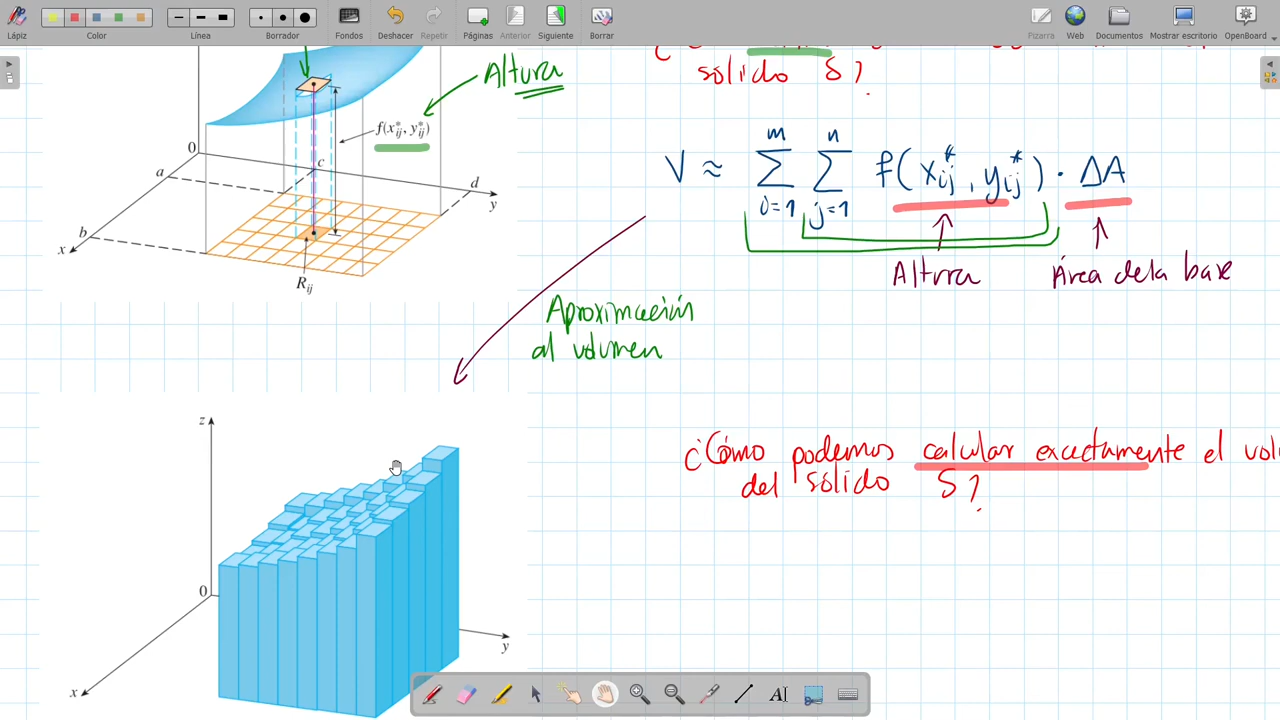 Lápiz
Color
Línea
Borrador
Fondos
Deshacer
Repetir
Páginas
Anterior
Siguiente
Borrar
Pizarra
Web
Documentos
Mostrar escritorio
OpenBoard
sólido S?
Altura
f(x*ij, y*ij)
0
a
b
c
d
y
x
Rij
V ≈ Σ(i=1, m) Σ(j=1, n) f(x*ij, y*ij) · ΔA
Altura
Área de la base
Aproximación
al volumen
z
0
y
x
¿Cómo podemos calcular exactamente el vol
del sólido S?
AI